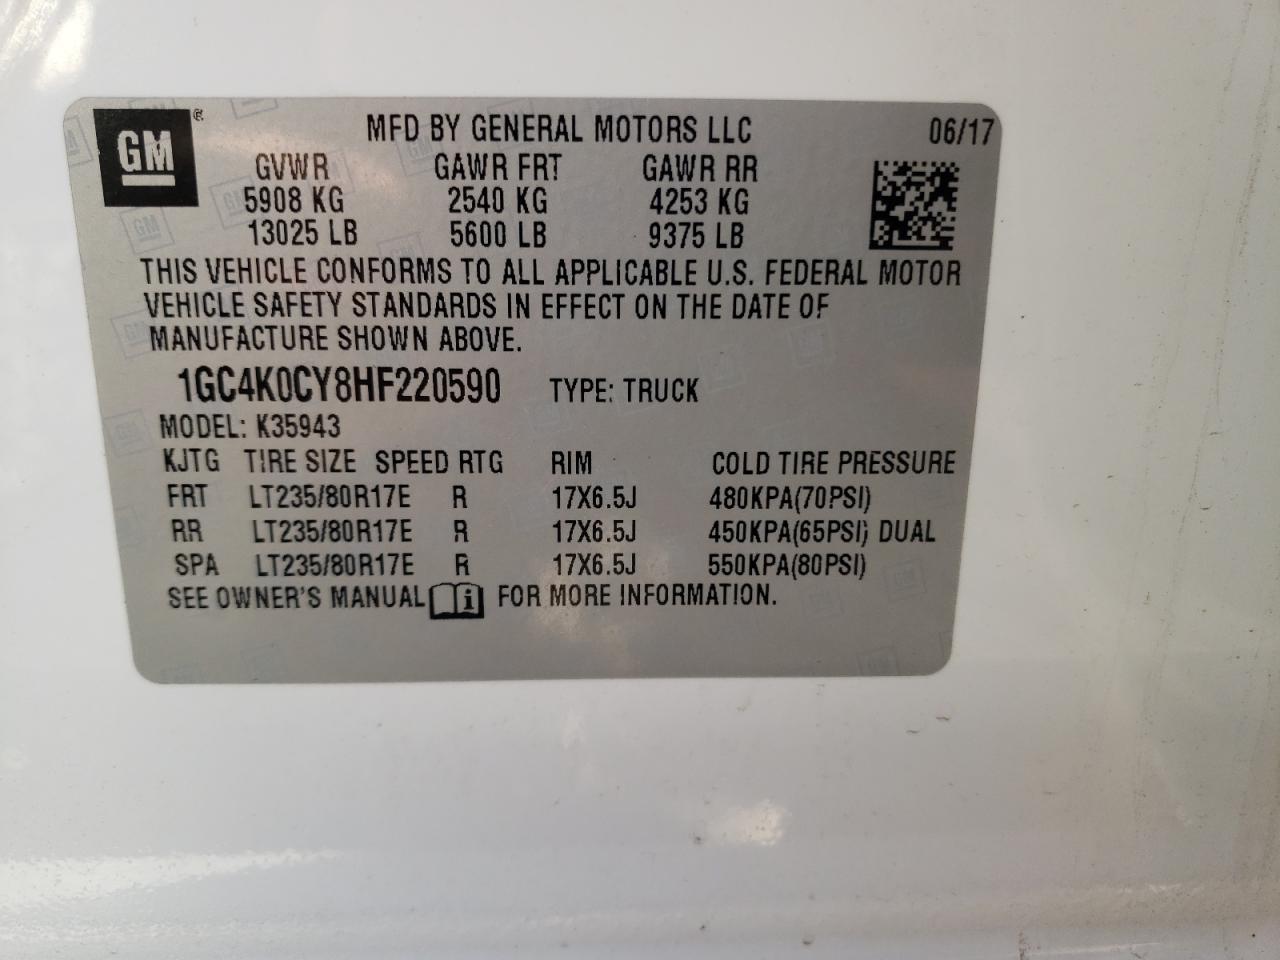 GM
MFD BY GENERAL MOTORS LLC 06/17
GVWR GAWR FRT GAWR RR
5908 KG 2540 KG 4253 KG
13025 LB 5600 LB 9375 LB
THIS VEHICLE CONFORMS TO ALL APPLICABLE U.S. FEDERAL MOTOR
VEHICLE SAFETY STANDARDS IN EFFECT ON THE DATE OF
MANUFACTURE SHOWN ABOVE.
1GC4K0CY8HF220590 TYPE: TRUCK
MODEL: K35943
KJTG TIRE SIZE SPEED RTG RIM COLD TIRE PRESSURE
FRT LT235/80R17E R 17X6.5J 480KPA(70PSI)
RR LT235/80R17E R 17X6.5J 450KPA(65PSI) DUAL
SPA LT235/80R17E R 17X6.5J 550KPA(80PSI)
SEE OWNER'S MANUAL i FOR MORE INFORMATION.